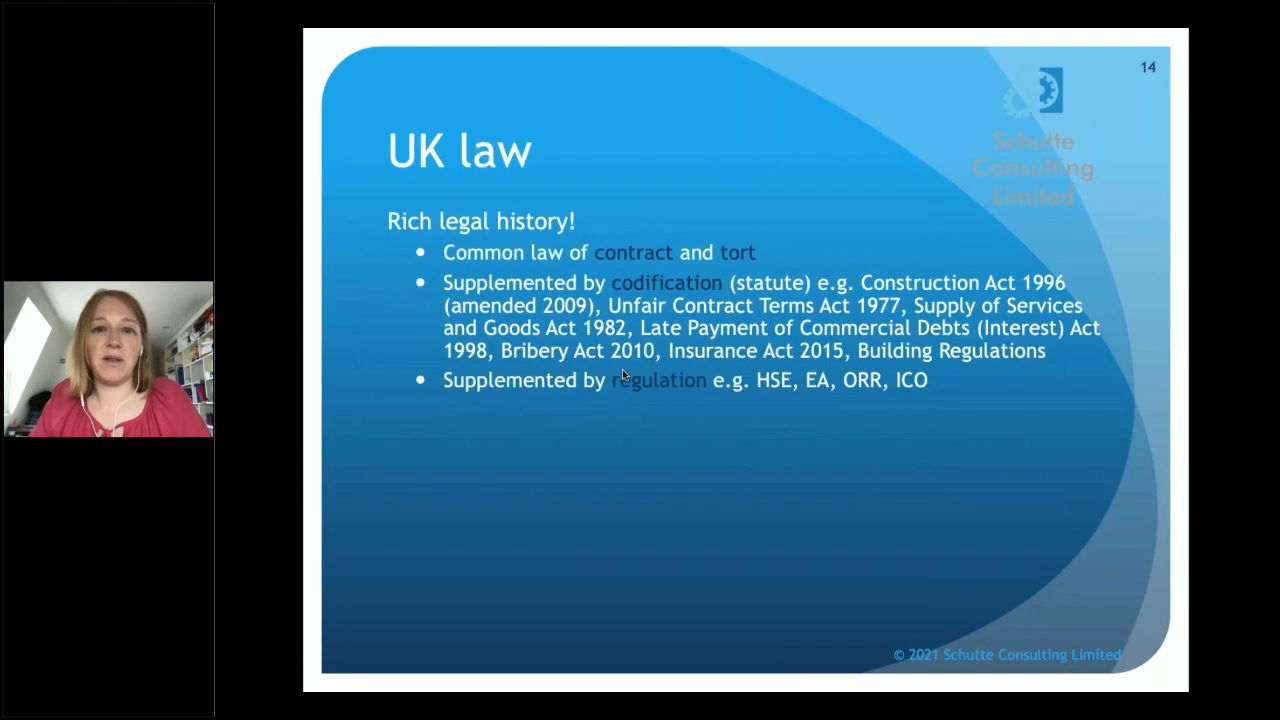 14
Schutte
Consulting
Limited
UK law
Rich legal history!
• Common law of contract and tort
• Supplemented by codification (statute) e.g. Construction Act 1996
(amended 2009), Unfair Contract Terms Act 1977, Supply of Services
and Goods Act 1982, Late Payment of Commercial Debts (Interest) Act
1998, Bribery Act 2010, Insurance Act 2015, Building Regulations
• Supplemented by regulation e.g. HSE, EA, ORR, ICO
© 2021 Schutte Consulting Limited